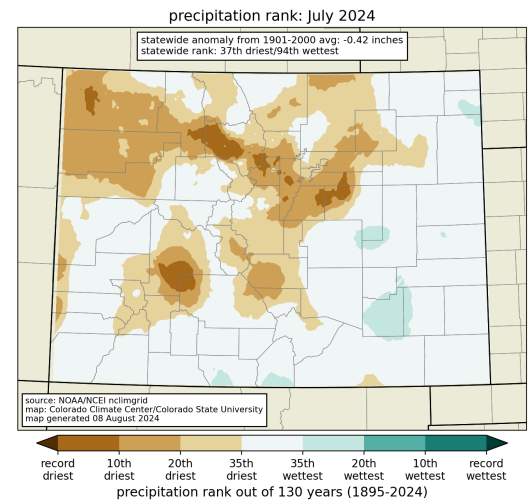 precipitation rank: July 2024
statewide anomaly from 1901-2000 avg: -0.42 inches
statewide rank: 37th driest/94th wettest
source: NOAA/NCEI nclimgrid
map: Colorado Climate Center/Colorado State University
map generated 08 August 2024
record driest
10th driest
20th driest
35th driest
35th wettest
20th wettest
10th wettest
record wettest
precipitation rank out of 130 years (1895-2024)